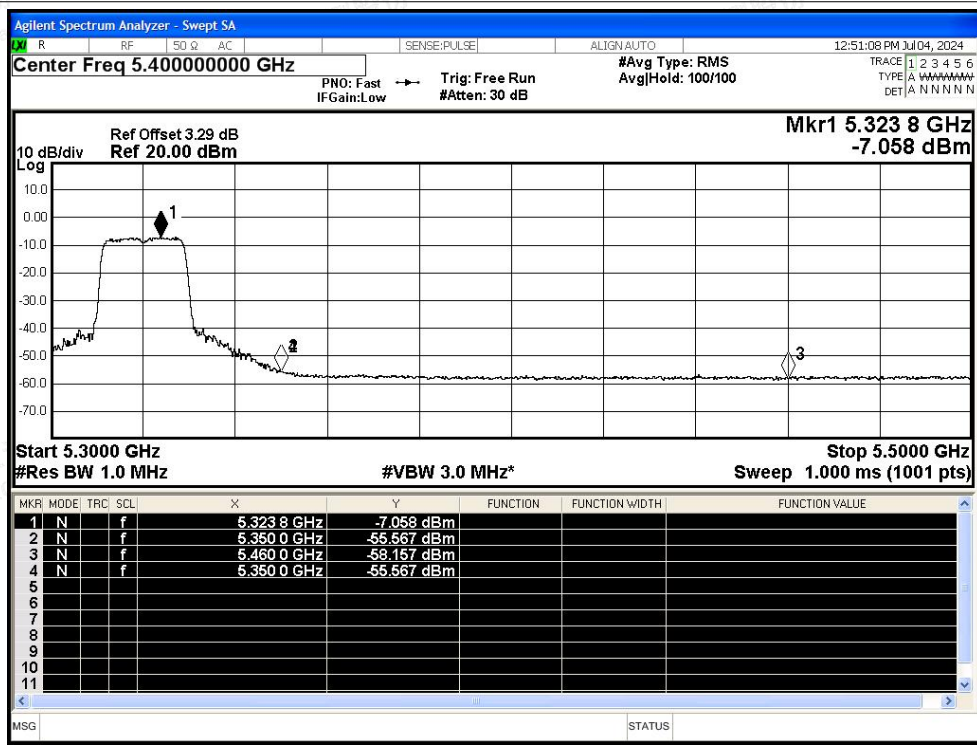 Agilent Spectrum Analyzer - Swept SA
LXI R RF 50 Ω AC SENSE:PULSE ALIGN AUTO 12:51:08 PM Jul 04, 2024
Center Freq 5.400000000 GHz
PNO: Fast
IFGain:Low
Trig: Free Run
#Atten: 30 dB
#Avg Type: RMS
Avg|Hold: 100/100
TRACE 1 2 3 4 5 6
TYPE A WWWWW
DET A N N N N N
Mkr1 5.323 8 GHz
-7.058 dBm
Ref Offset 3.29 dB
10 dB/div Ref 20.00 dBm
Log
10.0
0.00
-10.0
-20.0
-30.0
-40.0
-50.0
-60.0
-70.0
1
2
3
Start 5.3000 GHz Stop 5.5000 GHz
#Res BW 1.0 MHz #VBW 3.0 MHz* Sweep 1.000 ms (1001 pts)
MKR MODE TRC SCL X Y FUNCTION FUNCTION WIDTH FUNCTION VALUE
1 N f 5.323 8 GHz -7.058 dBm
2 N f 5.350 0 GHz -55.567 dBm
3 N f 5.460 0 GHz -58.157 dBm
4 N f 5.350 0 GHz -55.567 dBm
5
6
7
8
9
10
11
MSG STATUS